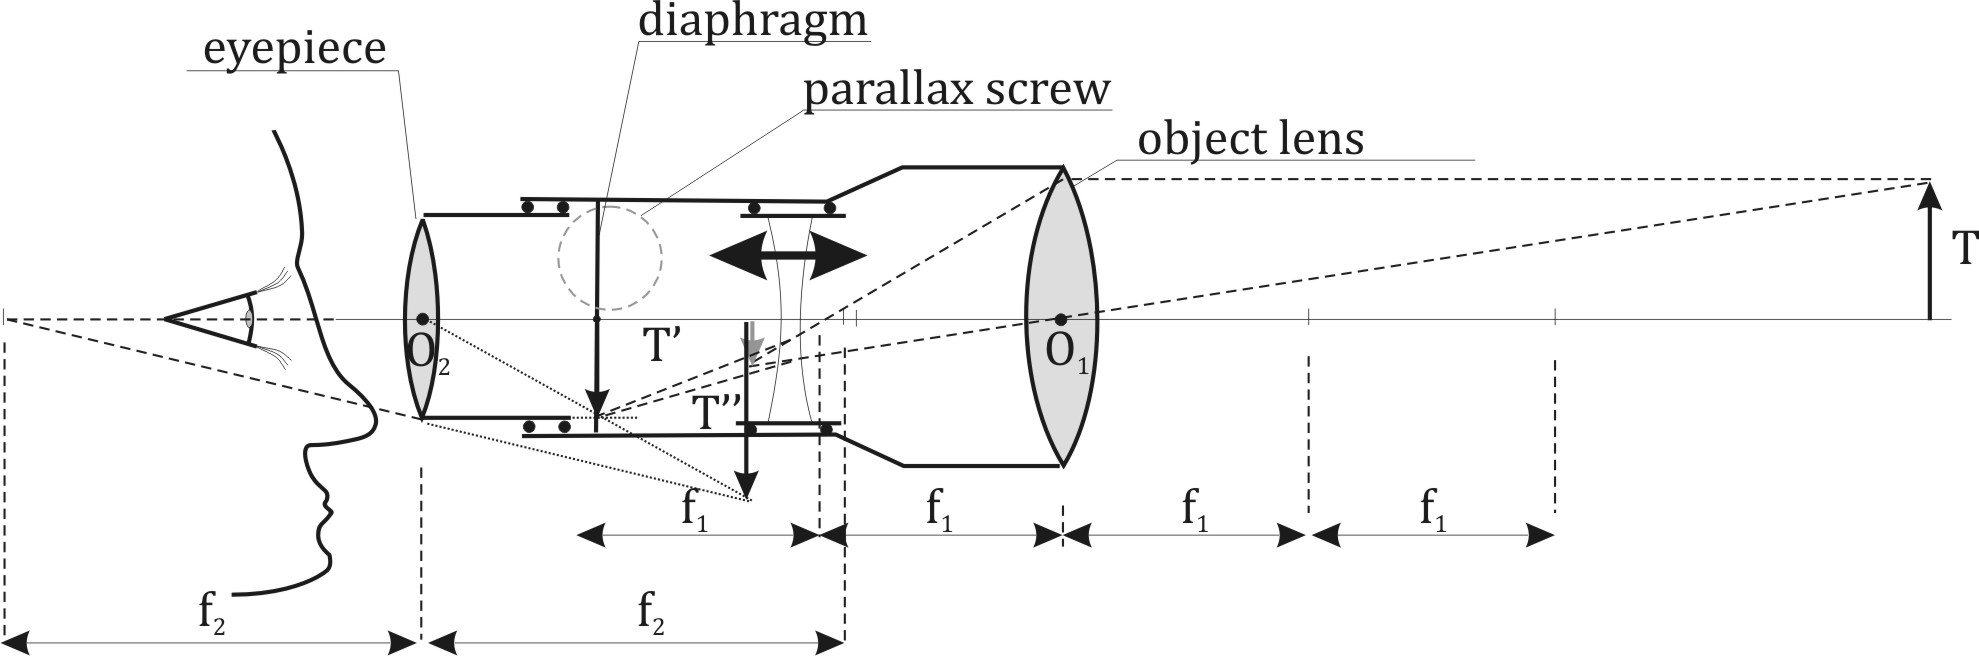 diaphragm
eyepiece
parallax screw
object lens
T
T’
O₂
O₁
T’’
f₁
f₁
f₁
f₁
f₂
f₂